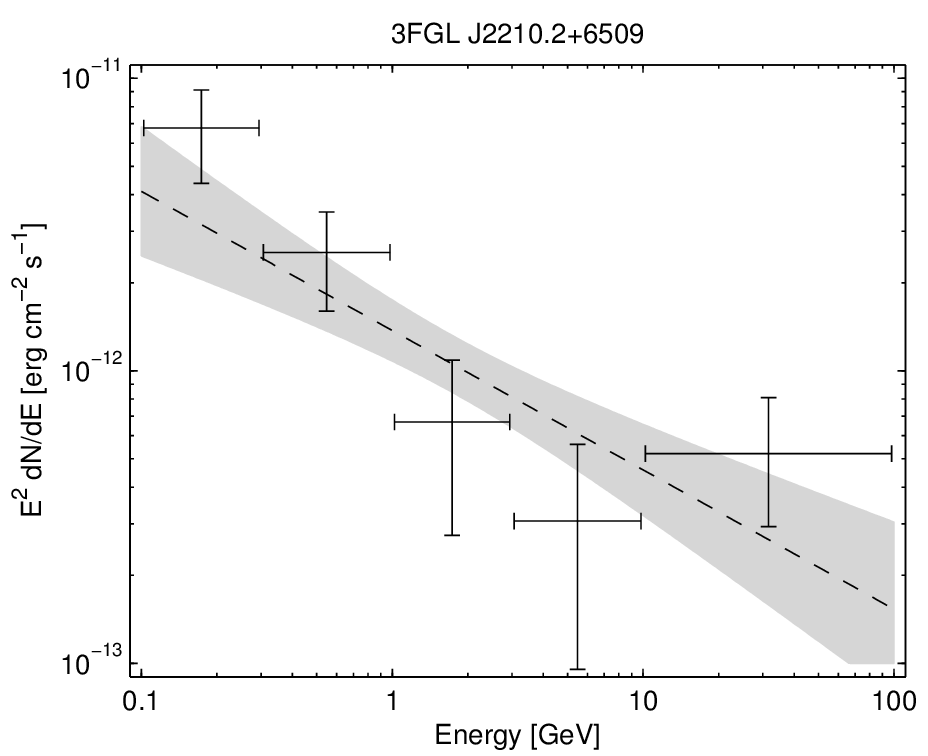 3FGL J2210.2+6509
10⁻¹¹
10⁻¹²
10⁻¹³
E² dN/dE [erg cm⁻² s⁻¹]
0.1 1 10 100
Energy [GeV]